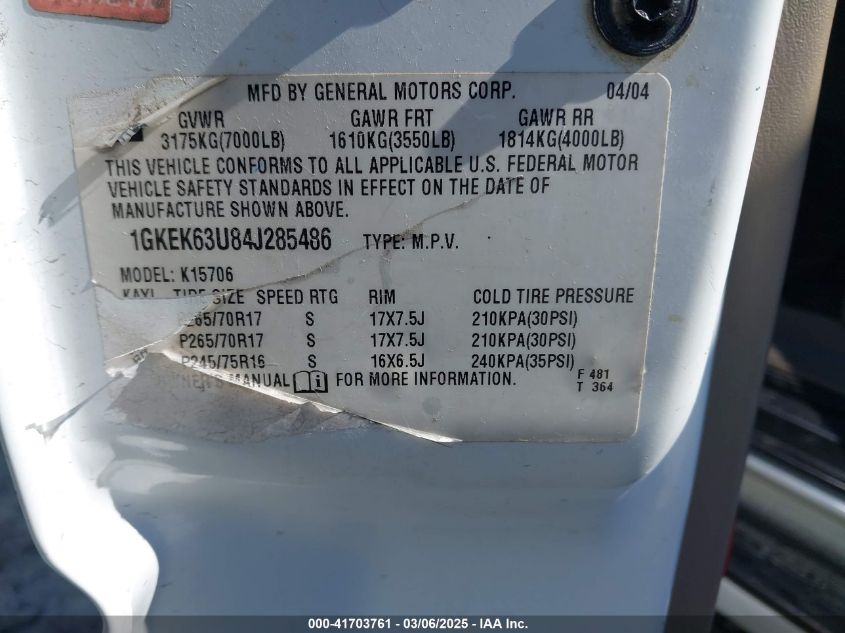 MFD BY GENERAL MOTORS CORP. 04/04
GVWR GAWR FRT GAWR RR
3175KG(7000LB) 1610KG(3550LB) 1814KG(4000LB)
THIS VEHICLE CONFORMS TO ALL APPLICABLE U.S. FEDERAL MOTOR
VEHICLE SAFETY STANDARDS IN EFFECT ON THE DATE OF
MANUFACTURE SHOWN ABOVE.
1GKEK63U84J285486 TYPE: M.P.V.
MODEL: K15706
TIRE SIZE SPEED RTG RIM COLD TIRE PRESSURE
P265/70R17 S 17X7.5J 210KPA(30PSI)
P265/70R17 S 17X7.5J 210KPA(30PSI)
P245/75R16 S 16X6.5J 240KPA(35PSI)
OWNER'S MANUAL FOR MORE INFORMATION.
F 481
T 364
000-41703761 - 03/06/2025 - IAA Inc.